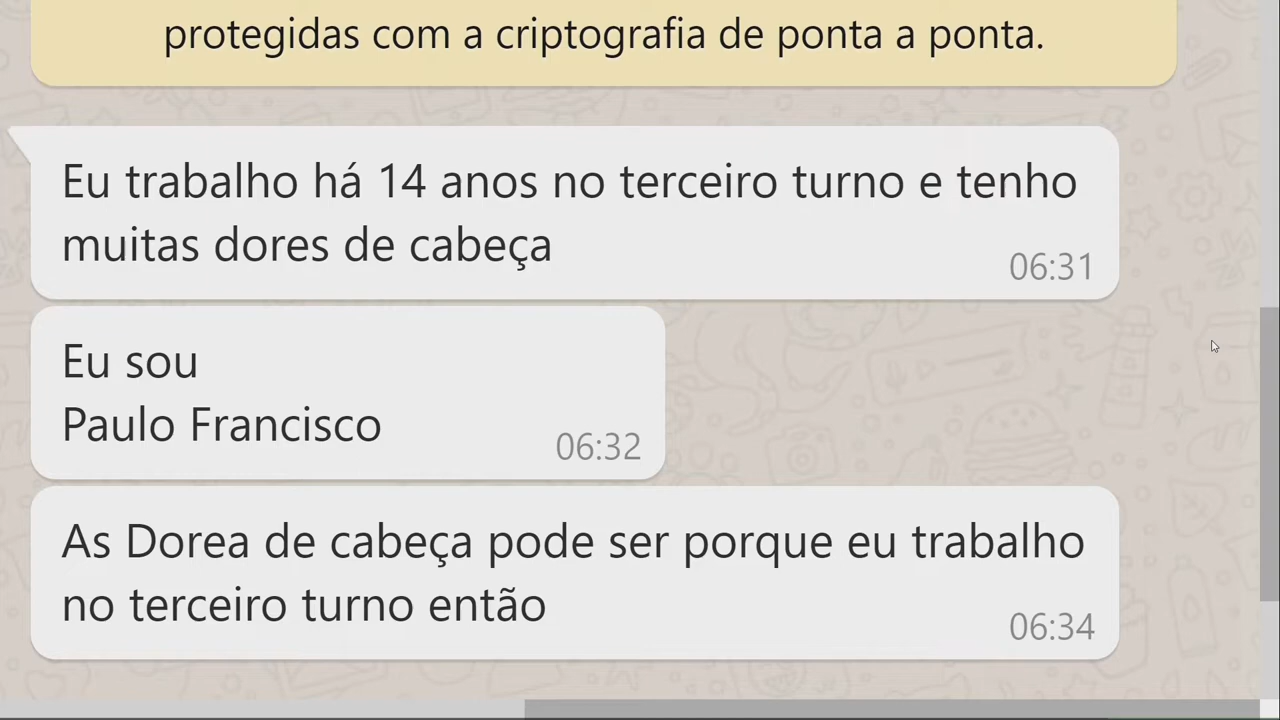 protegidas com a criptografia de ponta a ponta.
Eu trabalho há 14 anos no terceiro turno e tenho
muitas dores de cabeça
06:31
Eu sou
Paulo Francisco
06:32
As Dorea de cabeça pode ser porque eu trabalho
no terceiro turno então
06:34